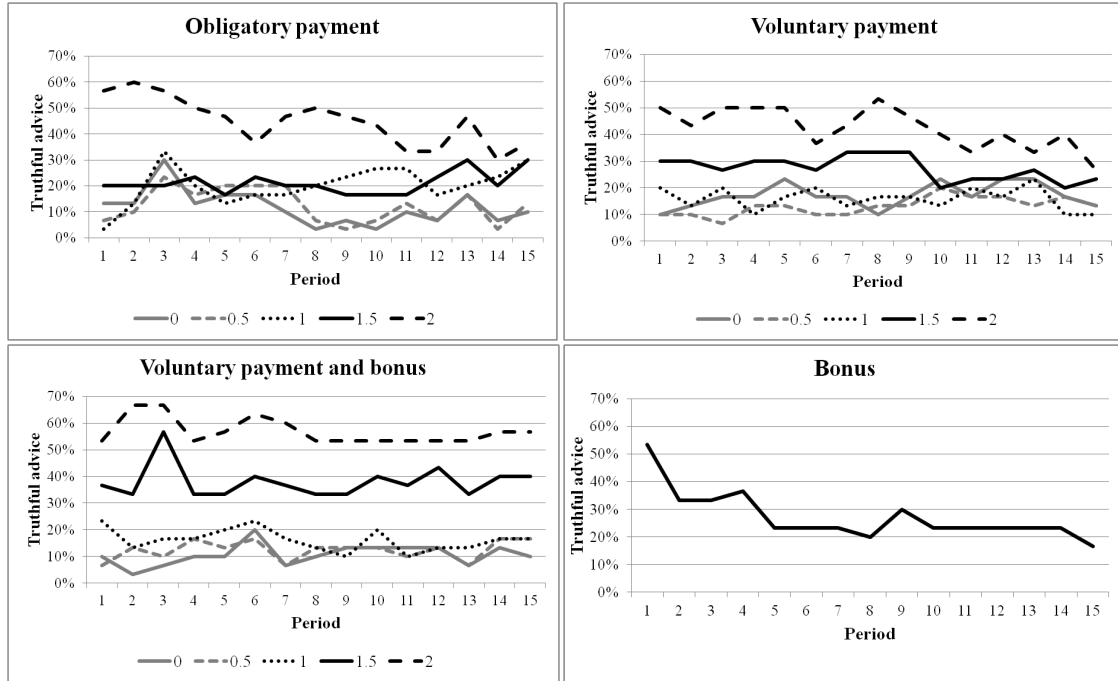 Obligatory payment
Truthful advice
70%
60%
50%
40%
30%
20%
10%
0%
1 2 3 4 5 6 7 8 9 10 11 12 13 14 15
Period
0 0.5 1 1.5 2
Voluntary payment
Truthful advice
70%
60%
50%
40%
30%
20%
10%
0%
1 2 3 4 5 6 7 8 9 10 11 12 13 14 15
Period
0 0.5 1 1.5 2
Voluntary payment and bonus
Truthful advice
70%
60%
50%
40%
30%
20%
10%
0%
1 2 3 4 5 6 7 8 9 10 11 12 13 14 15
Period
0 0.5 1 1.5 2
Bonus
Truthful advice
70%
60%
50%
40%
30%
20%
10%
0%
1 2 3 4 5 6 7 8 9 10 11 12 13 14 15
Period